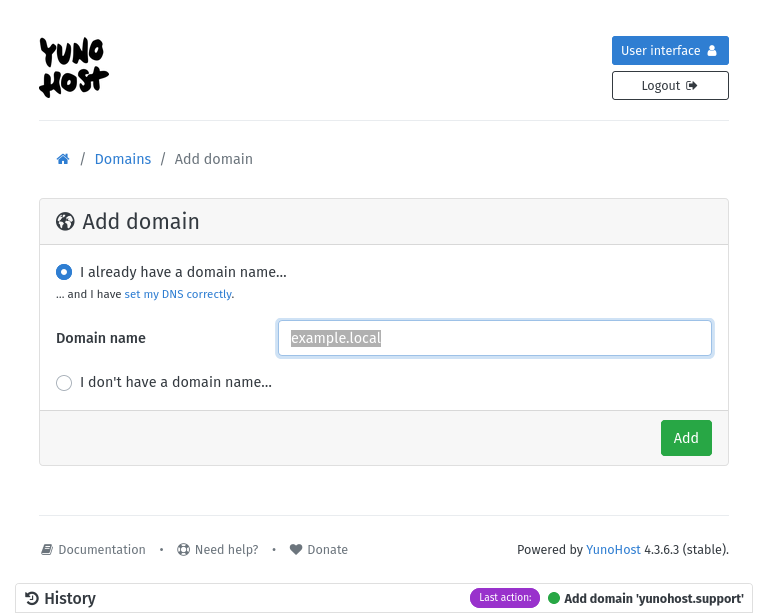 YUNO
HOST
User interface
Logout
/ Domains / Add domain
Add domain
I already have a domain name...
... and I have set my DNS correctly.
Domain name
example.local
I don't have a domain name...
Add
Documentation • Need help? • Donate
Powered by YunoHost 4.3.6.3 (stable).
History
Last action: Add domain 'yunohost.support'